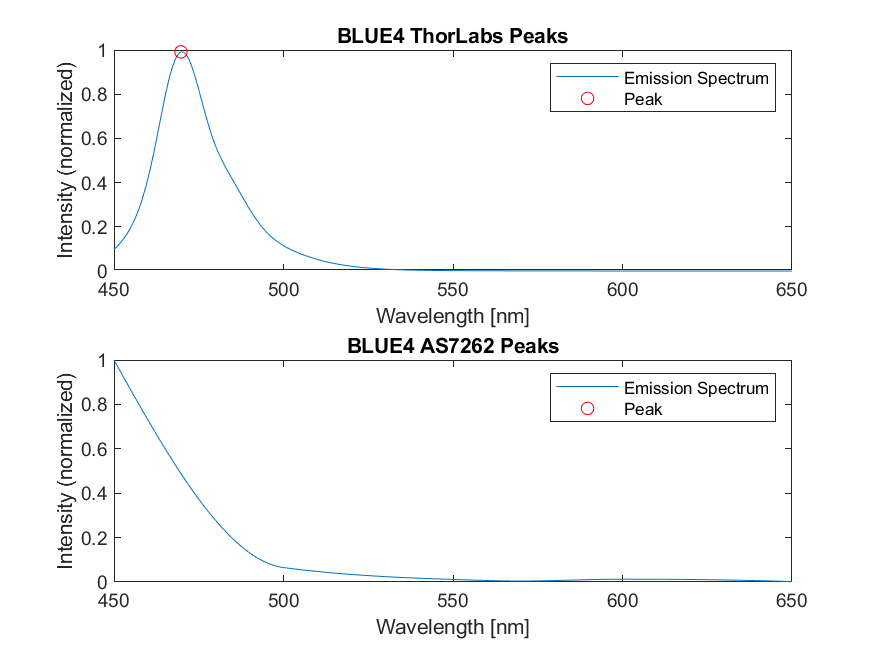 BLUE4 ThorLabs Peaks
Intensity (normalized)
1
0.8
0.6
0.4
0.2
0
Emission Spectrum
Peak
450 500 550 600 650
Wavelength [nm]
BLUE4 AS7262 Peaks
Intensity (normalized)
1
0.8
0.6
0.4
0.2
0
Emission Spectrum
Peak
450 500 550 600 650
Wavelength [nm]